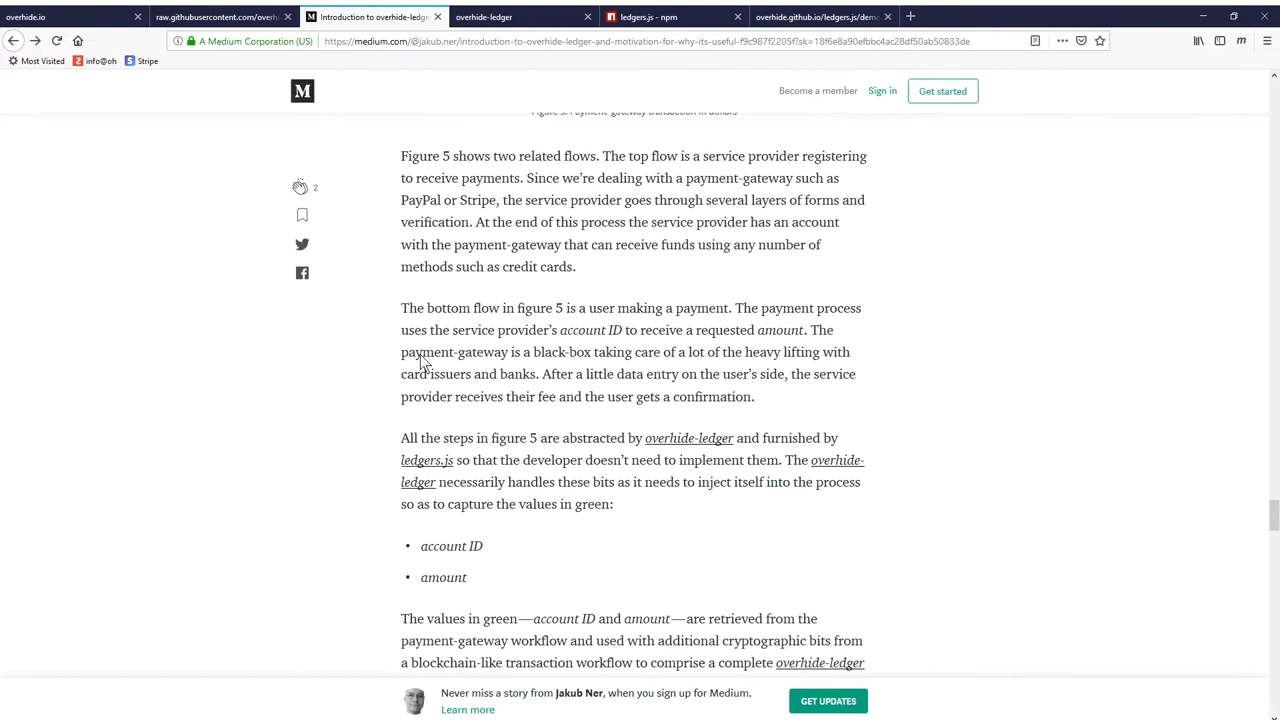 overhide.io
raw.githubusercontent.com/overhi
Introduction to overhide-ledge
overhide-ledger
ledgers.js - npm
overhide.github.io/ledgers.js/demo
A Medium Corporation (US)
https://medium.com/@jakub.ner/introduction-to-overhide-ledger-and-motivation-for-why-its-useful-f9c987f2205f?sk=18f6e8a90efbbc4ac28df50ab50833de
Most Visited
info@oh
Stripe
Become a member
Sign in
Get started
Figure 5: Payment-gateway transaction in dollars
Figure 5 shows two related flows. The top flow is a service provider registering
to receive payments. Since we’re dealing with a payment-gateway such as
PayPal or Stripe, the service provider goes through several layers of forms and
verification. At the end of this process the service provider has an account
with the payment-gateway that can receive funds using any number of
methods such as credit cards.
2
The bottom flow in figure 5 is a user making a payment. The payment process
uses the service provider’s account ID to receive a requested amount. The
payment-gateway is a black-box taking care of a lot of the heavy lifting with
card issuers and banks. After a little data entry on the user’s side, the service
provider receives their fee and the user gets a confirmation.
All the steps in figure 5 are abstracted by overhide-ledger and furnished by
ledgers.js so that the developer doesn’t need to implement them. The overhide-
ledger necessarily handles these bits as it needs to inject itself into the process
so as to capture the values in green:
• account ID
• amount
The values in green—account ID and amount—are retrieved from the
payment-gateway workflow and used with additional cryptographic bits from
a blockchain-like transaction workflow to comprise a complete overhide-ledger
Never miss a story from Jakub Ner, when you sign up for Medium.
Learn more
GET UPDATES